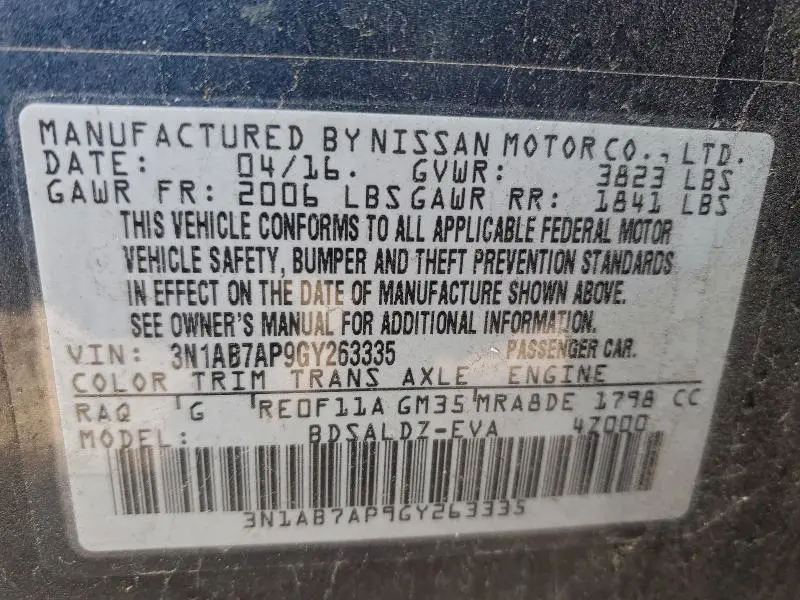 MANUFACTURED BY NISSAN MOTOR CO., LTD.
DATE: 04/16. GVWR: 3823 LBS
GAWR FR: 2006 LBS GAWR RR: 1841 LBS
THIS VEHICLE CONFORMS TO ALL APPLICABLE FEDERAL MOTOR
VEHICLE SAFETY, BUMPER AND THEFT PREVENTION STANDARDS
IN EFFECT ON THE DATE OF MANUFACTURE SHOWN ABOVE.
SEE OWNER'S MANUAL FOR ADDITIONAL INFORMATION.
VIN: 3N1AB7AP9GY263335 PASSENGER CAR.
COLOR TRIM TRANS AXLE ENGINE
RAQ G RE0F11A GM35 MRA8DE 1798 CC
MODEL: BDSALDZ-EVA 4Z000
3N1AB7AP9GY263335